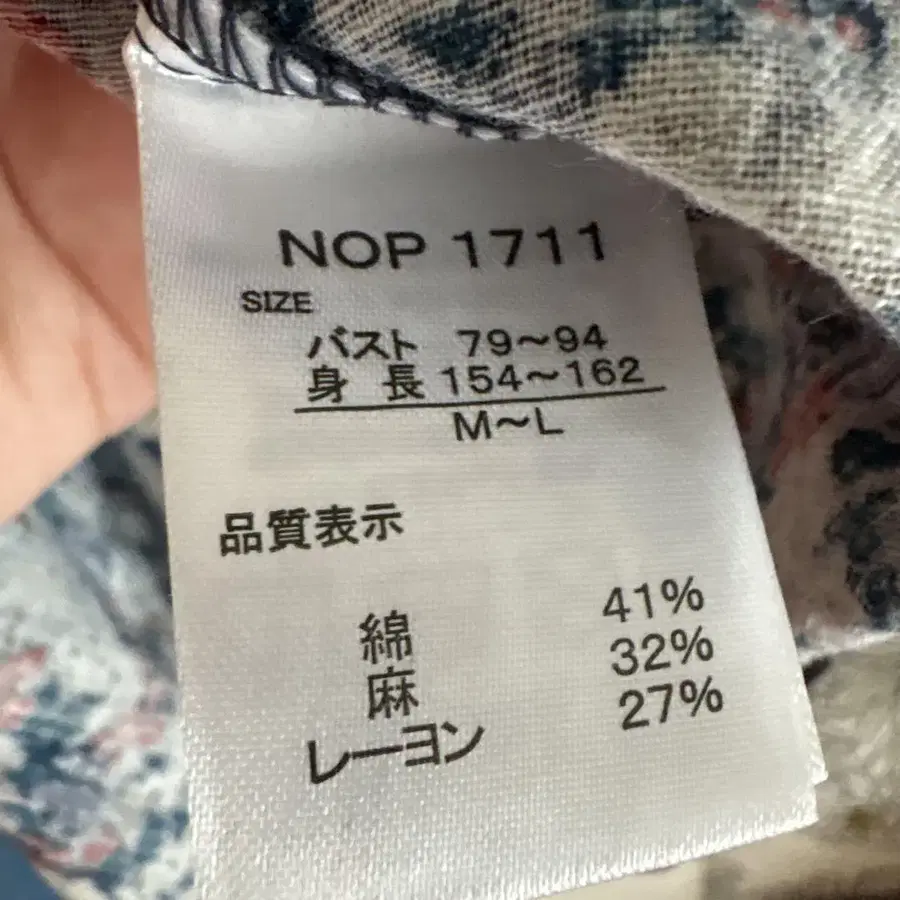 NOP 1711
SIZE
バスト 79～94
身 長 154～162
M～L
品質表示
綿 41%
麻 32%
レーヨン 27%